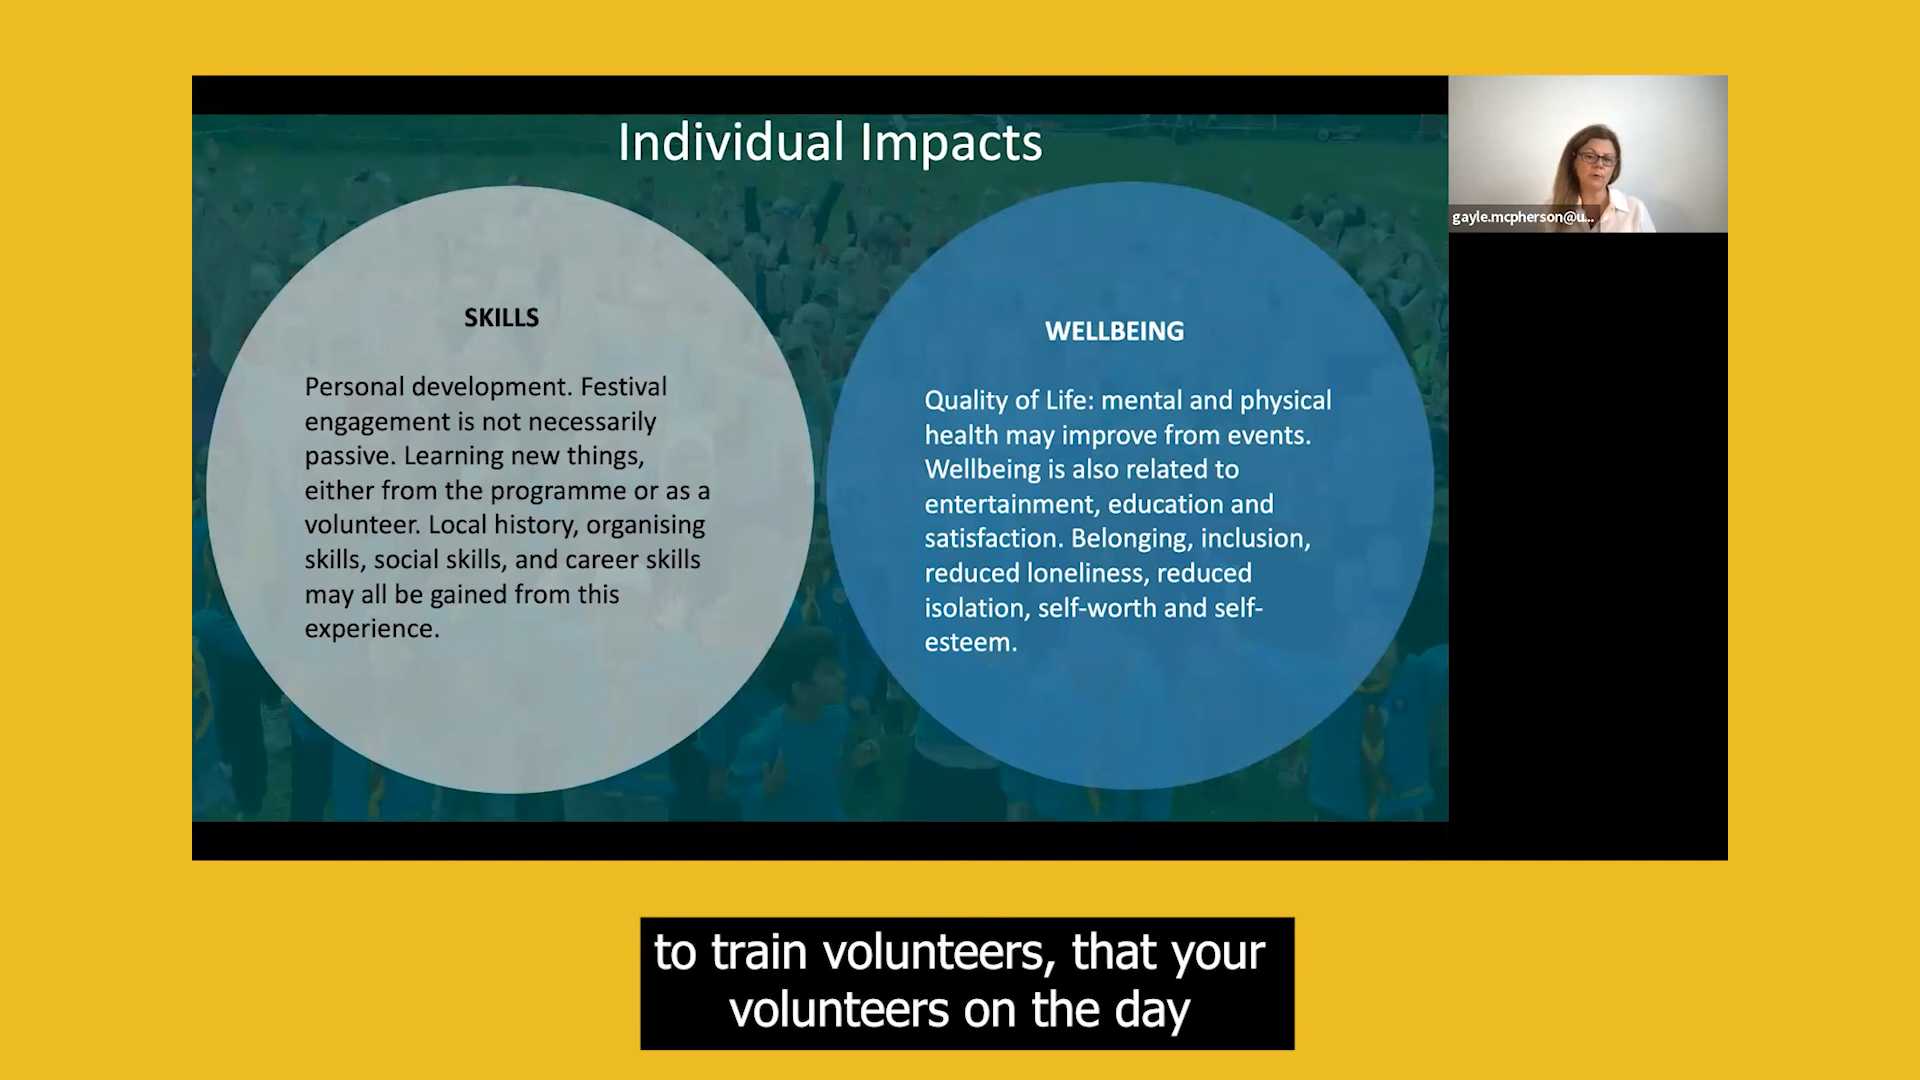 Individual Impacts
SKILLS
Personal development. Festival
engagement is not necessarily
passive. Learning new things,
either from the programme or as a
volunteer. Local history, organising
skills, social skills, and career skills
may all be gained from this
experience.
WELLBEING
Quality of Life: mental and physical
health may improve from events.
Wellbeing is also related to
entertainment, education and
satisfaction. Belonging, inclusion,
reduced loneliness, reduced
isolation, self-worth and self-
esteem.
gayle.mcpherson@u...
to train volunteers, that your
volunteers on the day